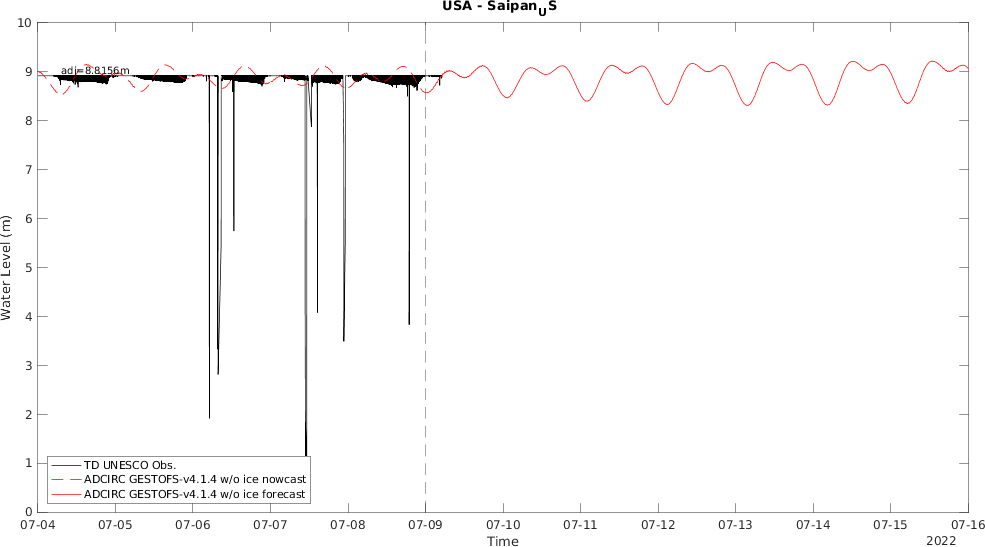 USA - Saipan_US
adj=8.8156m
Water Level (m)
10
9
8
7
6
5
4
3
2
1
0
TD UNESCO Obs.
ADCIRC GESTOFS-v4.1.4 w/o ice nowcast
ADCIRC GESTOFS-v4.1.4 w/o ice forecast
07-04 07-05 07-06 07-07 07-08 07-09 07-10 07-11 07-12 07-13 07-14 07-15 07-16
Time
2022